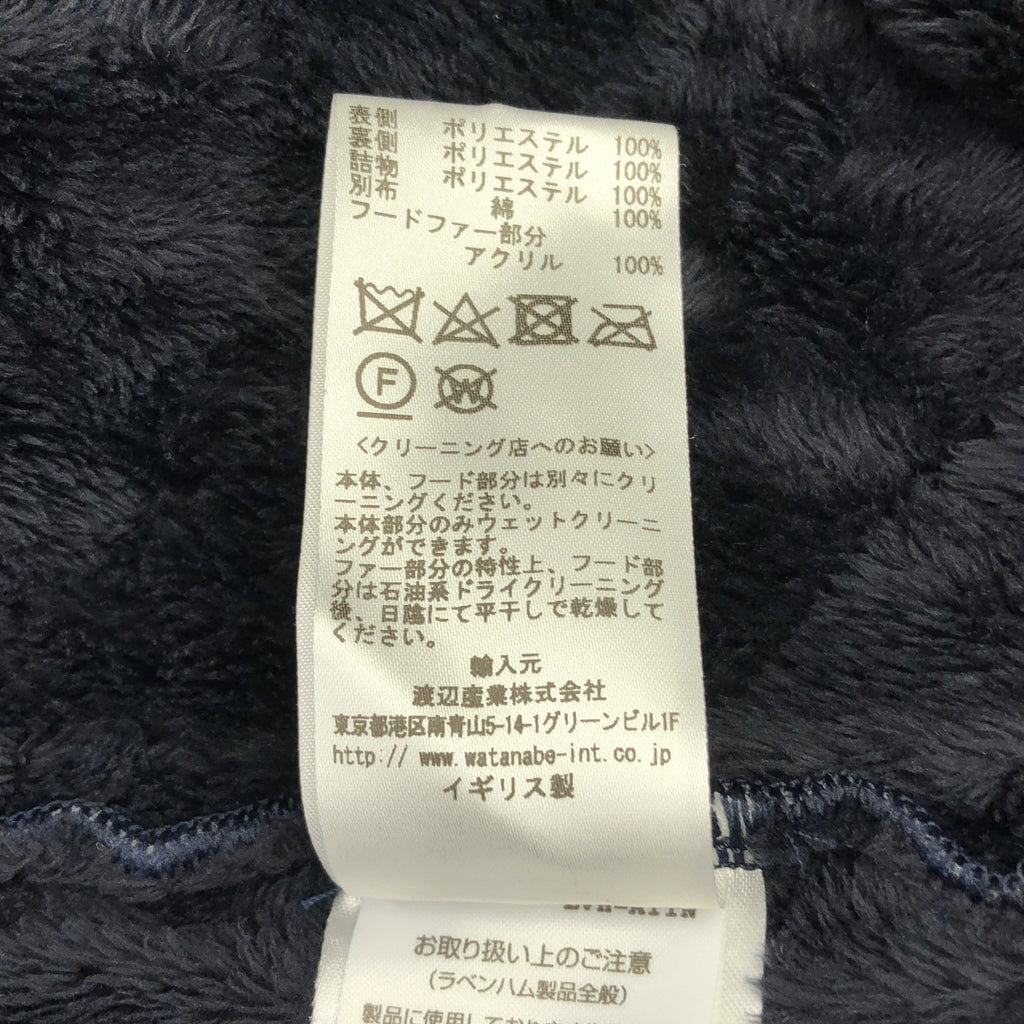 表側 ポリエステル 100%
裏側 ポリエステル 100%
詰物 ポリエステル 100%
別布 綿 100%
フードファー部分
アクリル 100%
F W
<クリーニング店へのお願い>
本体、フード部分は別々にクリ
ーニングください。
本体部分のみウェットクリーニ
ングができます。
ファー部分の特性上、フード部
分は石油系ドライクリーニング
後、日陰にて平干しで乾燥して
ください。
輸入元
渡辺産業株式会社
東京都港区南青山5-14-1グリーンビル1F
http:// www.watanabe-int.co.jp
イギリス製
お取り扱い上のご注意
(ラベンハム製品全般)
製品に使用しており